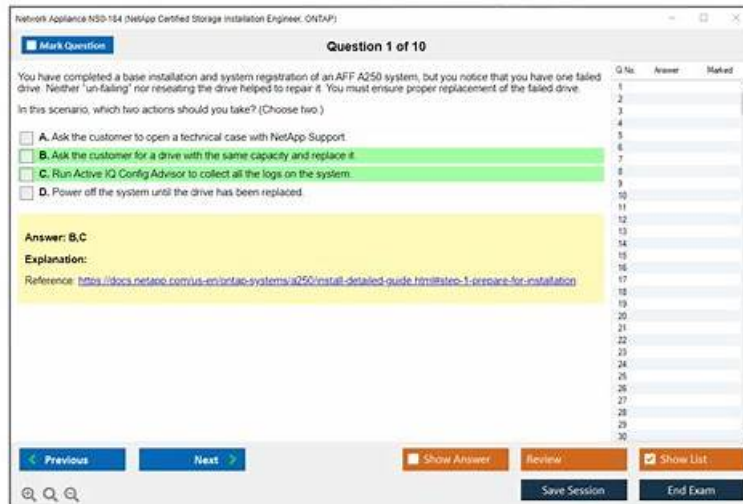 Network Appliance NS0-184 (NetApp Certified Storage Installation Engineer, ONTAP)
Mark Question
Question 1 of 10
You have completed a base installation and system registration of an AFF A250 system, but you notice that you have one failed
drive. Neither "un-failing" nor reseating the drive helped to repair it. You must ensure proper replacement of the failed drive.
In this scenario, which two actions should you take? (Choose two.)
A. Ask the customer to open a technical case with NetApp Support.
B. Ask the customer for a drive with the same capacity and replace it.
C. Run Active IQ Config Advisor to collect all the logs on the system.
D. Power off the system until the drive has been replaced.
Answer: B,C
Explanation:
Reference: https://docs.netapp.com/us-en/ontap-systems/a250/install-detailed-guide.html#step-1-prepare-for-installation
Q No. Answer Marked
1
2
3
4
5
6
7
8
9
10
11
12
13
14
15
16
17
18
19
20
21
22
23
24
25
26
27
28
29
30
Previous
Next
Show Answer
Review
Show List
Save Session
End Exam